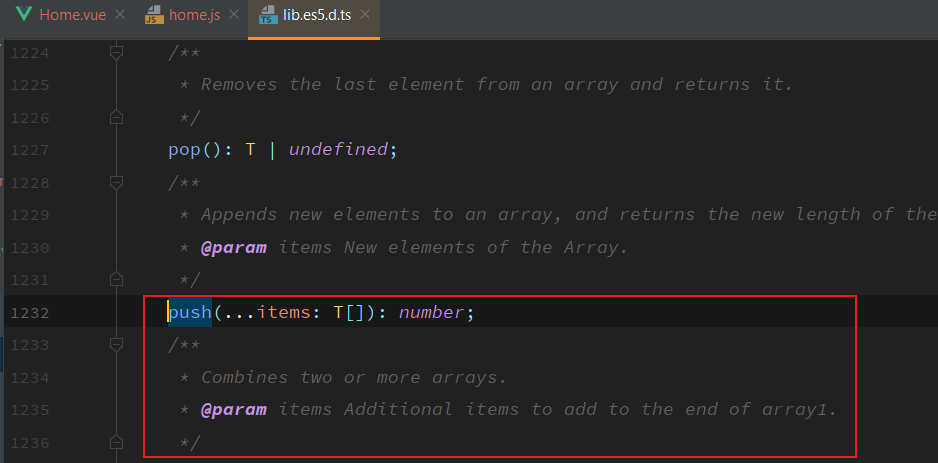 Home.vue × JS home.js × TS lib.es5.d.ts ×
1224 /**
1225 * Removes the last element from an array and returns it.
1226 */
1227 pop(): T | undefined;
1228 /**
1229 * Appends new elements to an array, and returns the new length of the
1230 * @param items New elements of the Array.
1231 */
1232 push(...items: T[]): number;
1233 /**
1234 * Combines two or more arrays.
1235 * @param items Additional items to add to the end of array1.
1236 */